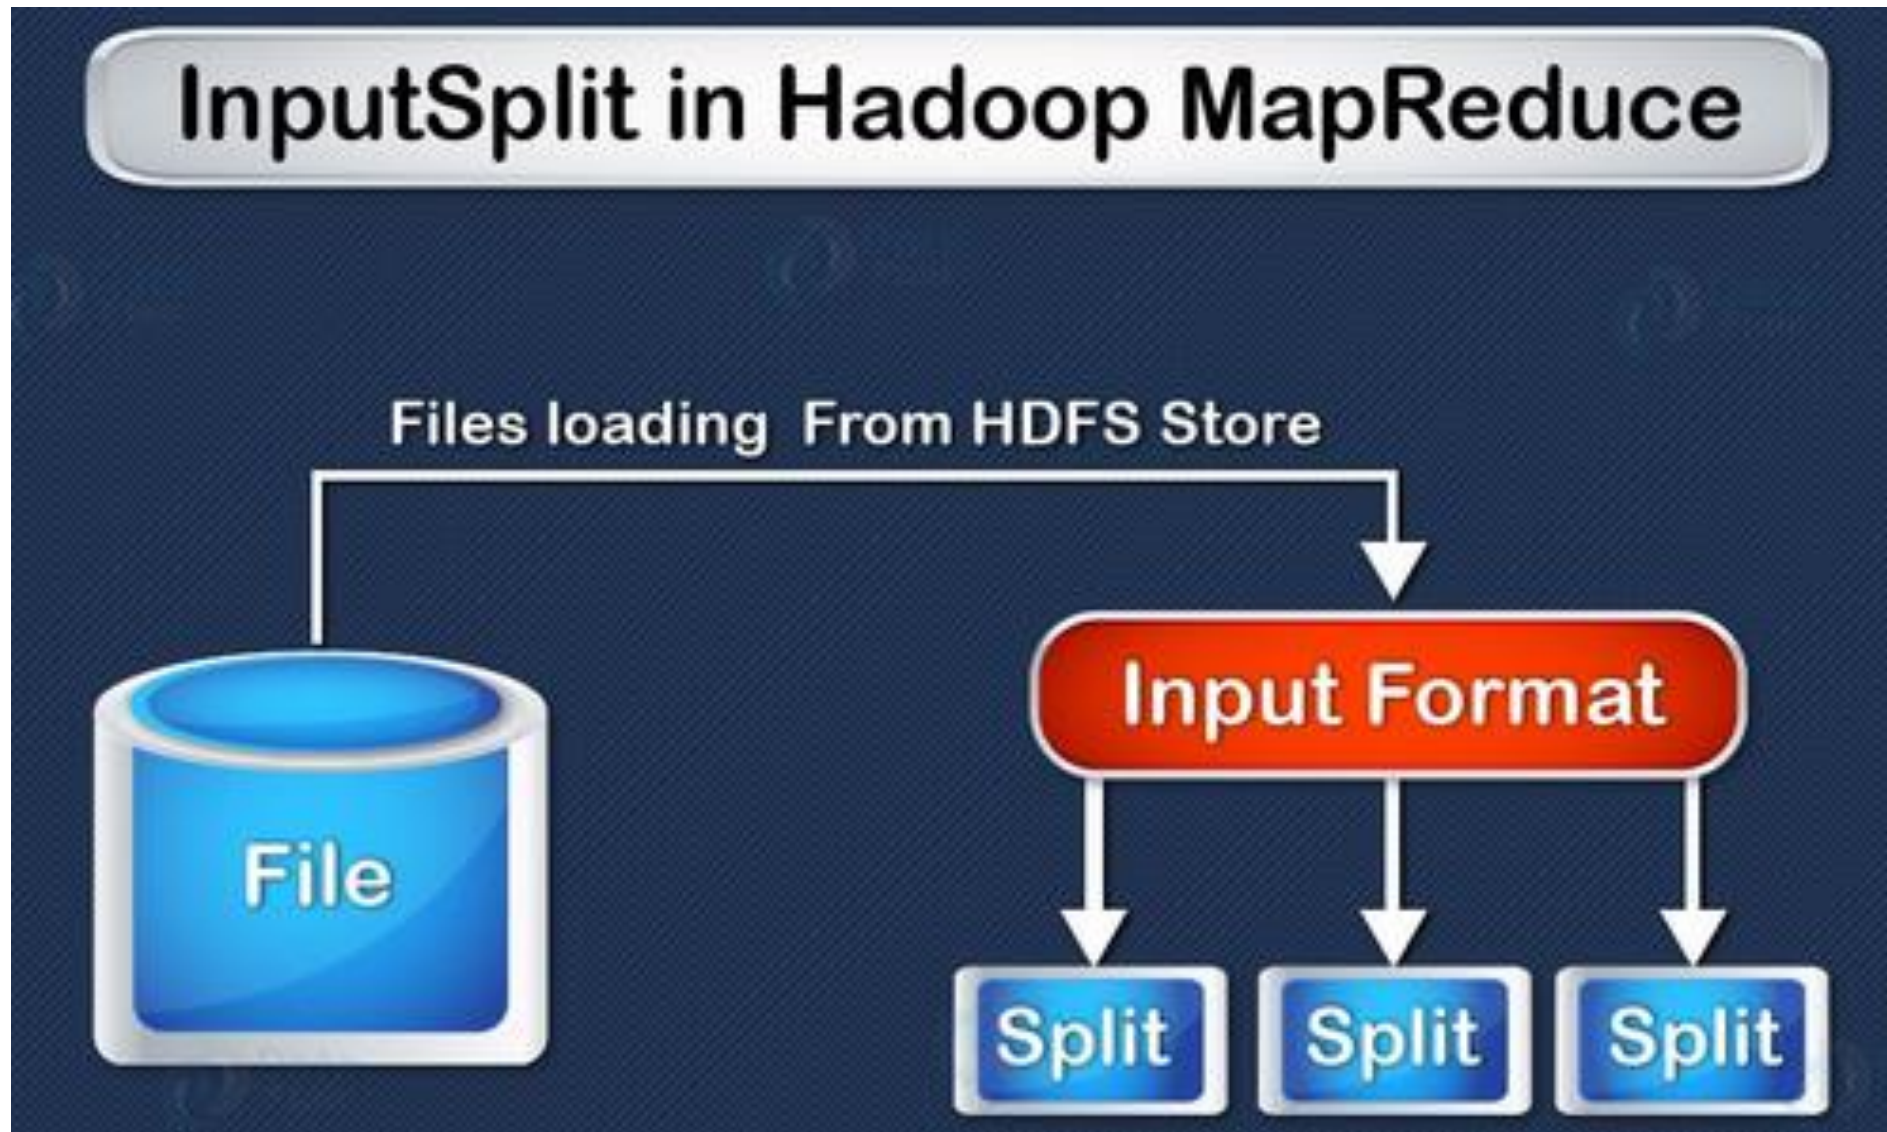 InputSplit in Hadoop MapReduce
Files loading From HDFS Store
Input Format
File
Split Split Split